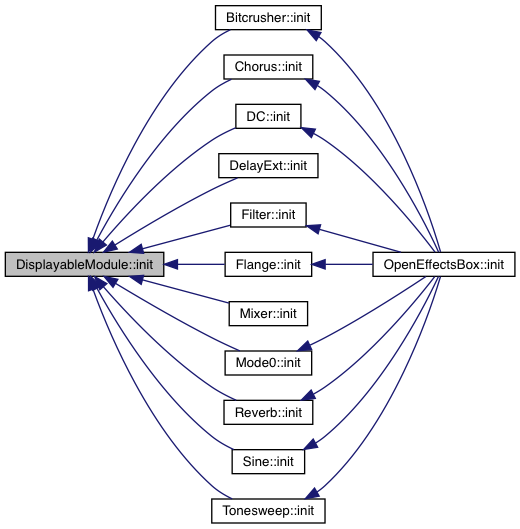 Bitcrusher::init
Chorus::init
DC::init
DelayExt::init
Filter::init
DisplayableModule::init
Flange::init
OpenEffectsBox::init
Mixer::init
Mode0::init
Reverb::init
Sine::init
Tonesweep::init